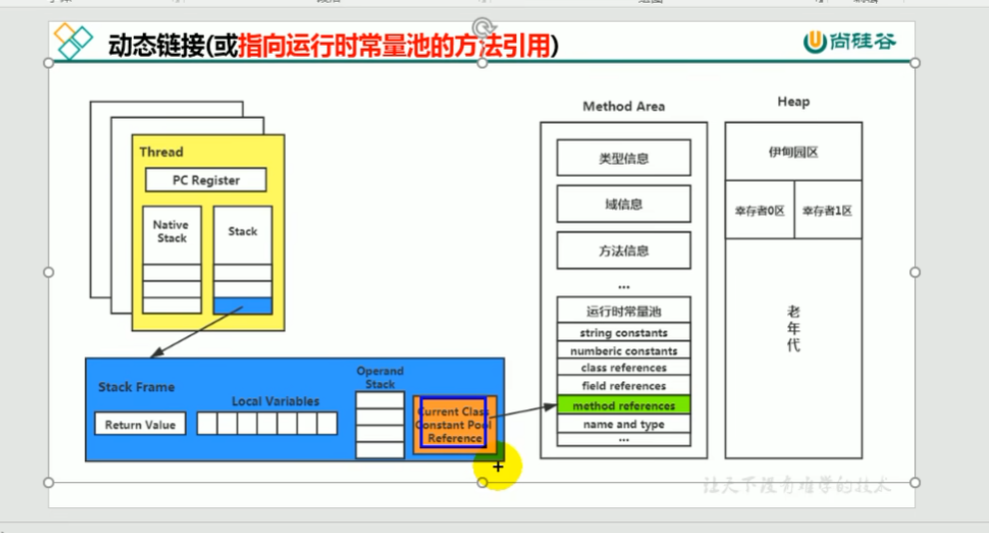 动态链接(或指向运行时常量池的方法引用)
尚硅谷
Thread
PC Register
Native
Stack
Stack
Stack Frame
Return Value
Local Variables
Operand
Stack
Current Class
Constant Pool
Reference
Method Area
类型信息
域信息
方法信息
...
运行时常量池
string constants
numberic constants
class references
field references
method references
name and type
...
Heap
伊甸园区
幸存者0区
幸存者1区
老
年
代
让天下没有难学的技术